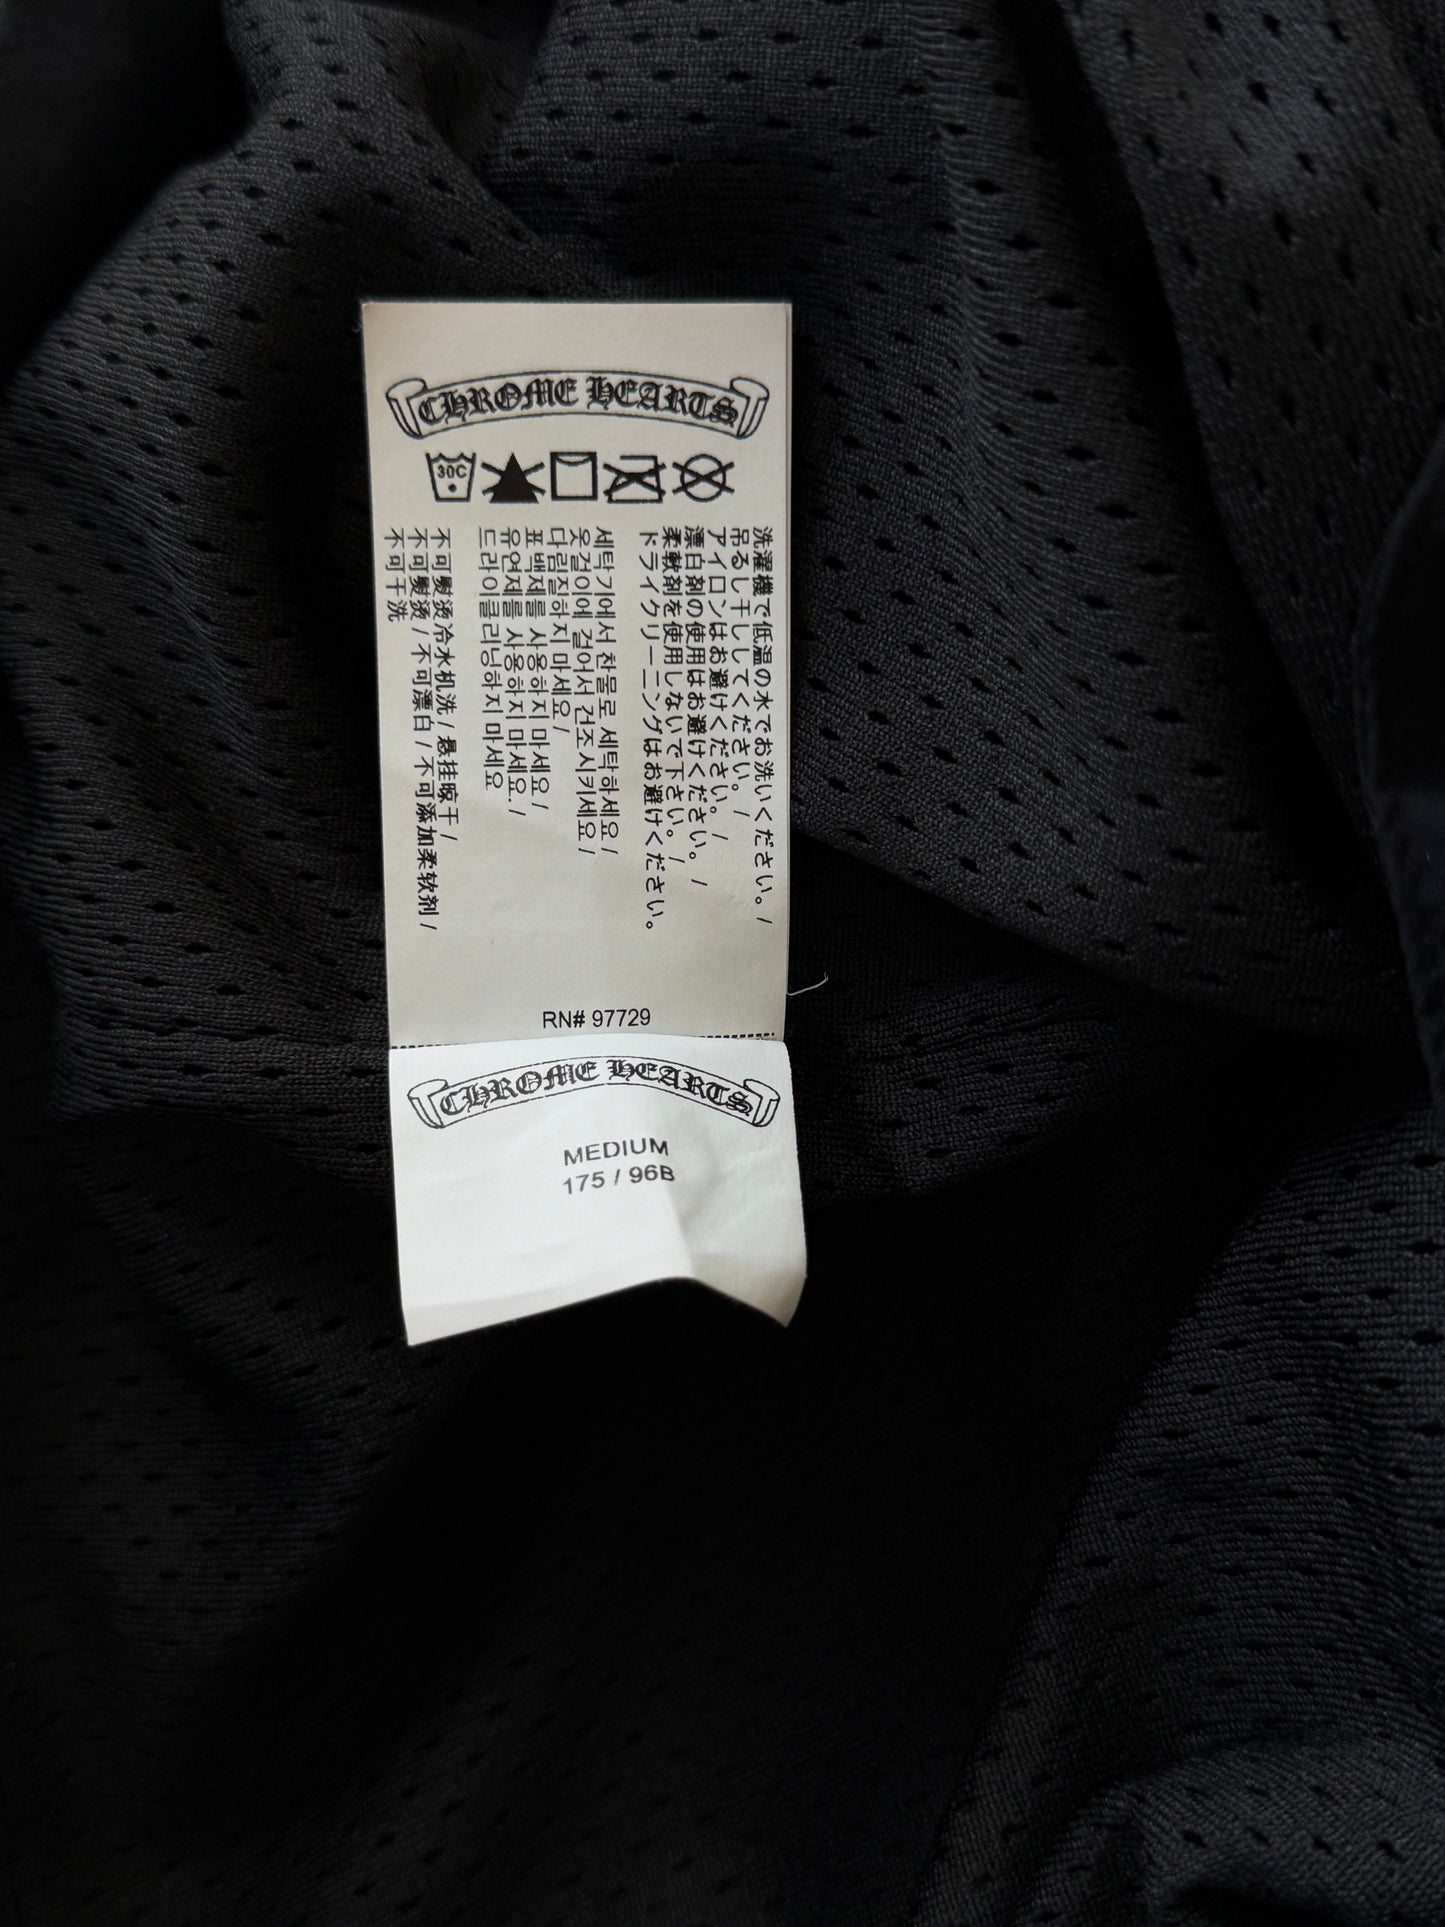 CHROME HEARTS
30C
洗濯機で低温の水でお洗いください。/
吊るし干ししてください。/
アイロンはお避けください。/
漂白剤の使用はお避けください。/
柔軟剤を使用しないで下さい。/
ドライクリーニングはお避けください。
세탁기에서 찬물로 세탁하세요/
옷걸이에 걸어서 건조시키세요/
다림질하지 마세요/
표백제를 사용하지 마세요/
유연제를 사용하지 마세요./
드라이클리닝하지 마세요
不可熨烫冷水机洗/悬挂晾干/
不可熨烫/不可漂白/不可添加柔软剂/
不可干洗
RN# 97729
CHROME HEARTS
MEDIUM
175 / 96B